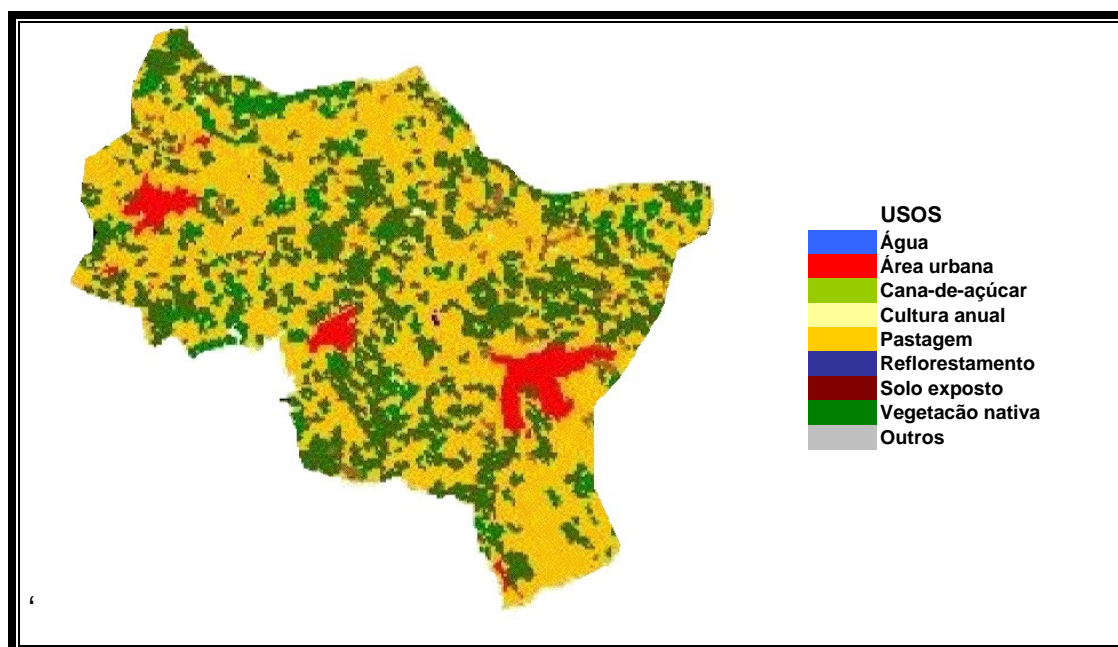 USOS
Água
Área urbana
Cana-de-açúcar
Cultura anual
Pastagem
Reflorestamento
Solo exposto
Vegetacão nativa
Outros
‘